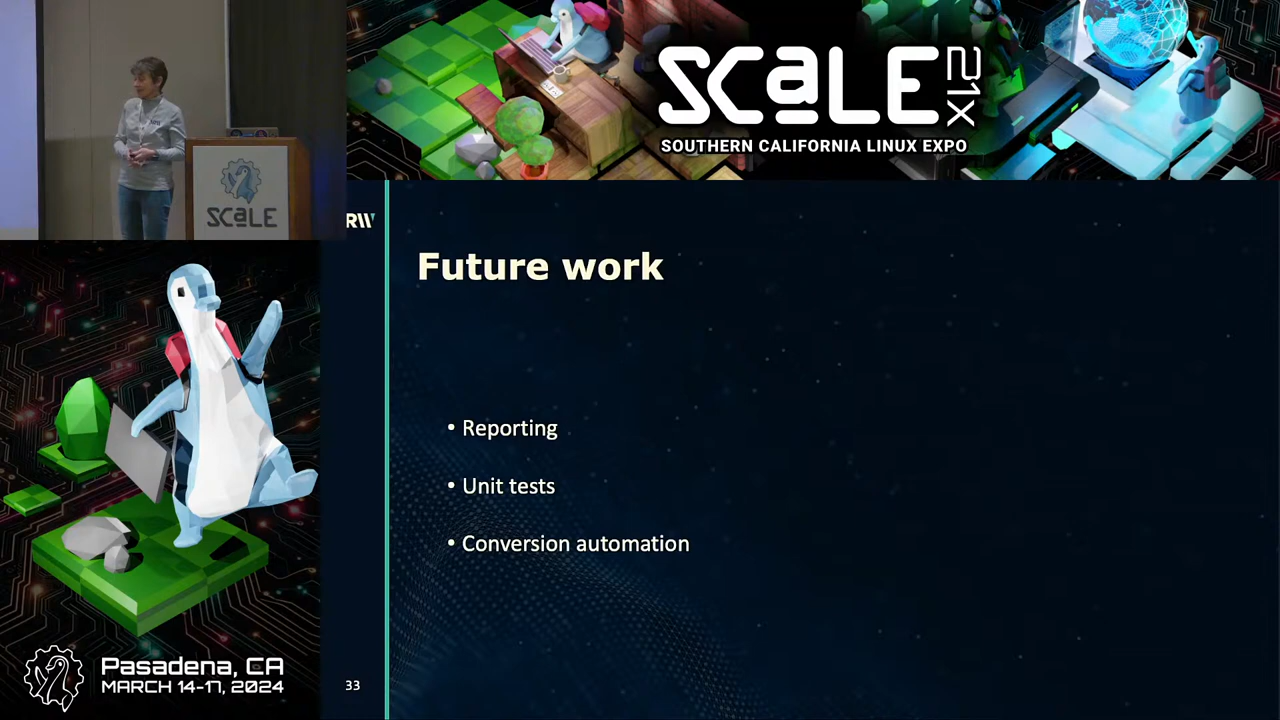 SCaLE 21X
SOUTHERN CALIFORNIA LINUX EXPO
SCaLE
Future work
• Reporting
• Unit tests
• Conversion automation
Pasadena, CA
MARCH 14-17, 2024
33